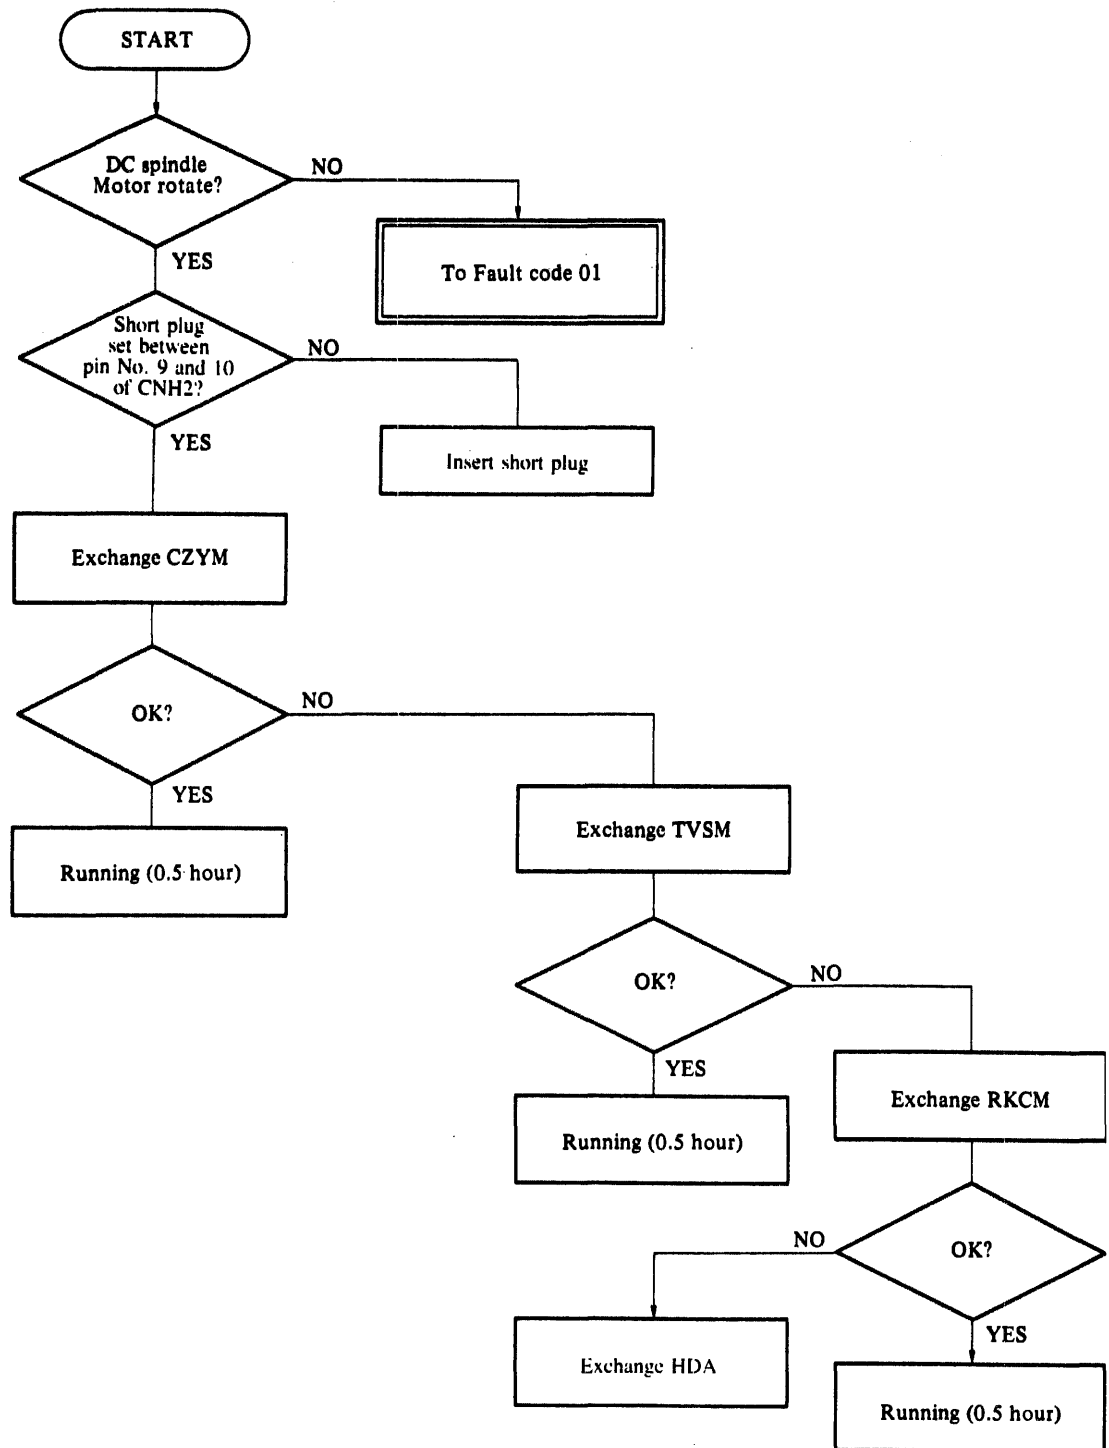 START
DC spindle
Motor rotate?
NO
To Fault code 01
YES
Short plug
set between
pin No. 9 and 10
of CNH2?
NO
Insert short plug
YES
Exchange CZYM
OK?
NO
YES
Running (0.5 hour)
Exchange TVSM
OK?
NO
YES
Running (0.5 hour)
Exchange RKCM
OK?
NO
Exchange HDA
YES
Running (0.5 hour)